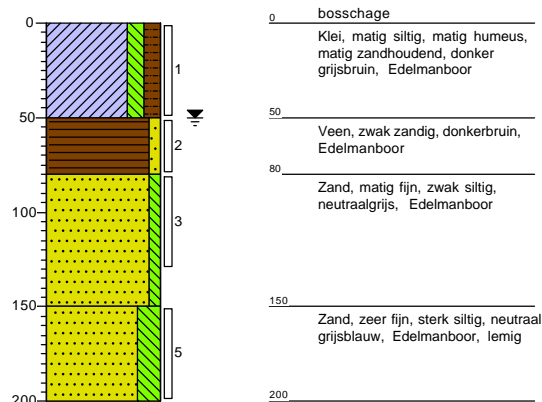 0
50
100
150
200
1
2
3
5
0
bosschage
Klei, matig siltig, matig humeus,
matig zandhoudend, donker
grijsbruin, Edelmanboor
50
Veen, zwak zandig, donkerbruin,
Edelmanboor
80
Zand, matig fijn, zwak siltig,
neutraalgrijs, Edelmanboor
150
Zand, zeer fijn, sterk siltig, neutraal
grijsblauw, Edelmanboor, lemig
200